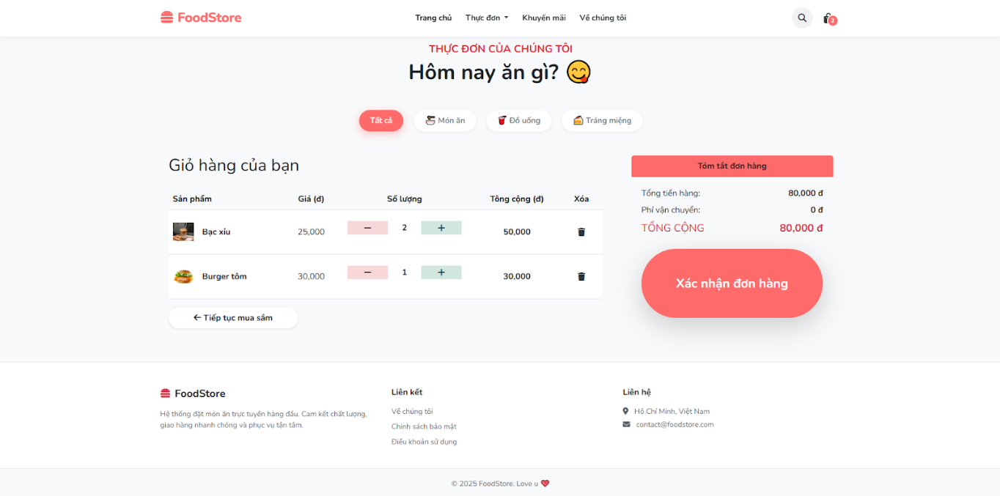 FoodStore
Trang chủ Thực đơn Khuyến mãi Về chúng tôi
2
THỰC ĐƠN CỦA CHÚNG TÔI
Hôm nay ăn gì? 😋
Tất cả Món ăn Đồ uống Tráng miệng
Giỏ hàng của bạn
Sản phẩm Giá (đ) Số lượng Tổng cộng (đ) Xóa
Bạc xỉu 25,000 − 2 + 50,000
Burger tôm 30,000 − 1 + 30,000
← Tiếp tục mua sắm
Tóm tắt đơn hàng
Tổng tiền hàng: 80,000 đ
Phí vận chuyển: 0 đ
TỔNG CỘNG 80,000 đ
Xác nhận đơn hàng
FoodStore
Hệ thống đặt món ăn trực tuyến hàng đầu. Cam kết chất lượng,
giao hàng nhanh chóng và phục vụ tận tâm.
Liên kết
Về chúng tôi
Chính sách bảo mật
Điều khoản sử dụng
Liên hệ
Hồ Chí Minh, Việt Nam
contact@foodstore.com
© 2025 FoodStore. Love u ❤️